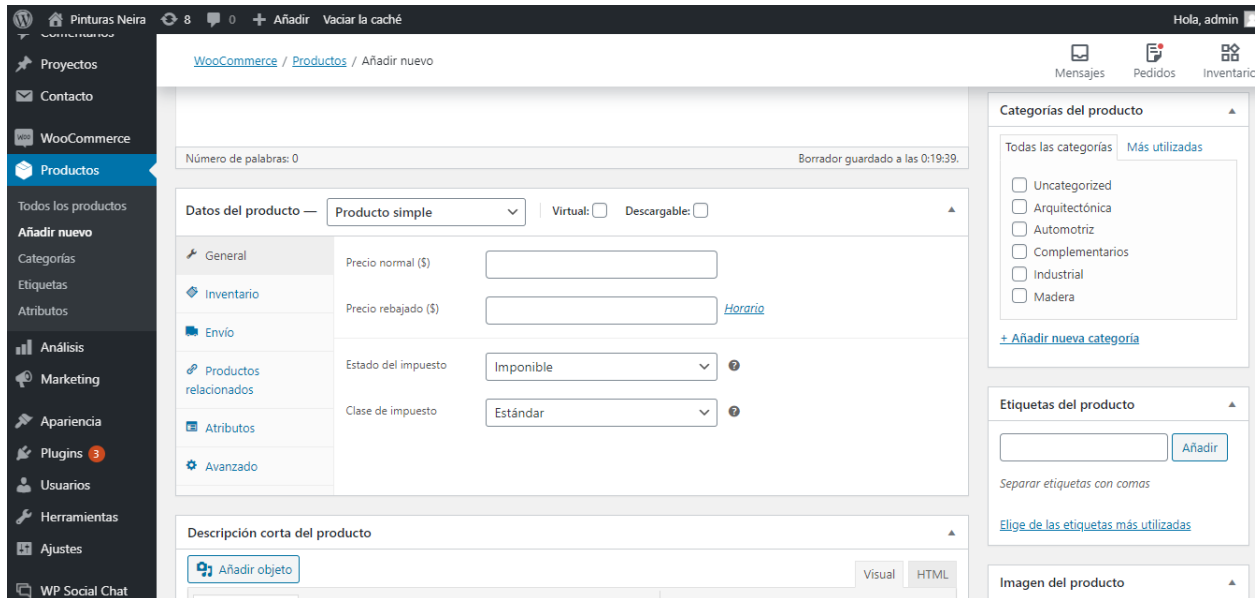 Pinturas Neira 8 0 + Añadir Vaciar la caché Hola, admin
Comentarios
Proyectos
Contacto
WooCommerce
Productos
Todos los productos
Añadir nuevo
Categorías
Etiquetas
Atributos
Análisis
Marketing
Apariencia
Plugins 3
Usuarios
Herramientas
Ajustes
WP Social Chat
WooCommerce / Productos / Añadir nuevo
Mensajes Pedidos Inventario
Número de palabras: 0 Borrador guardado a las 0:19:39.
Datos del producto — Producto simple Virtual: Descargable:
General
Inventario
Envío
Productos
relacionados
Atributos
Avanzado
Precio normal ($)
Precio rebajado ($) Horario
Estado del impuesto Imponible
Clase de impuesto Estándar
Descripción corta del producto
Añadir objeto
Visual HTML
Categorías del producto
Todas las categorías Más utilizadas
Uncategorized
Arquitectónica
Automotriz
Complementarios
Industrial
Madera
+ Añadir nueva categoría
Etiquetas del producto
Añadir
Separar etiquetas con comas
Elige de las etiquetas más utilizadas
Imagen del producto